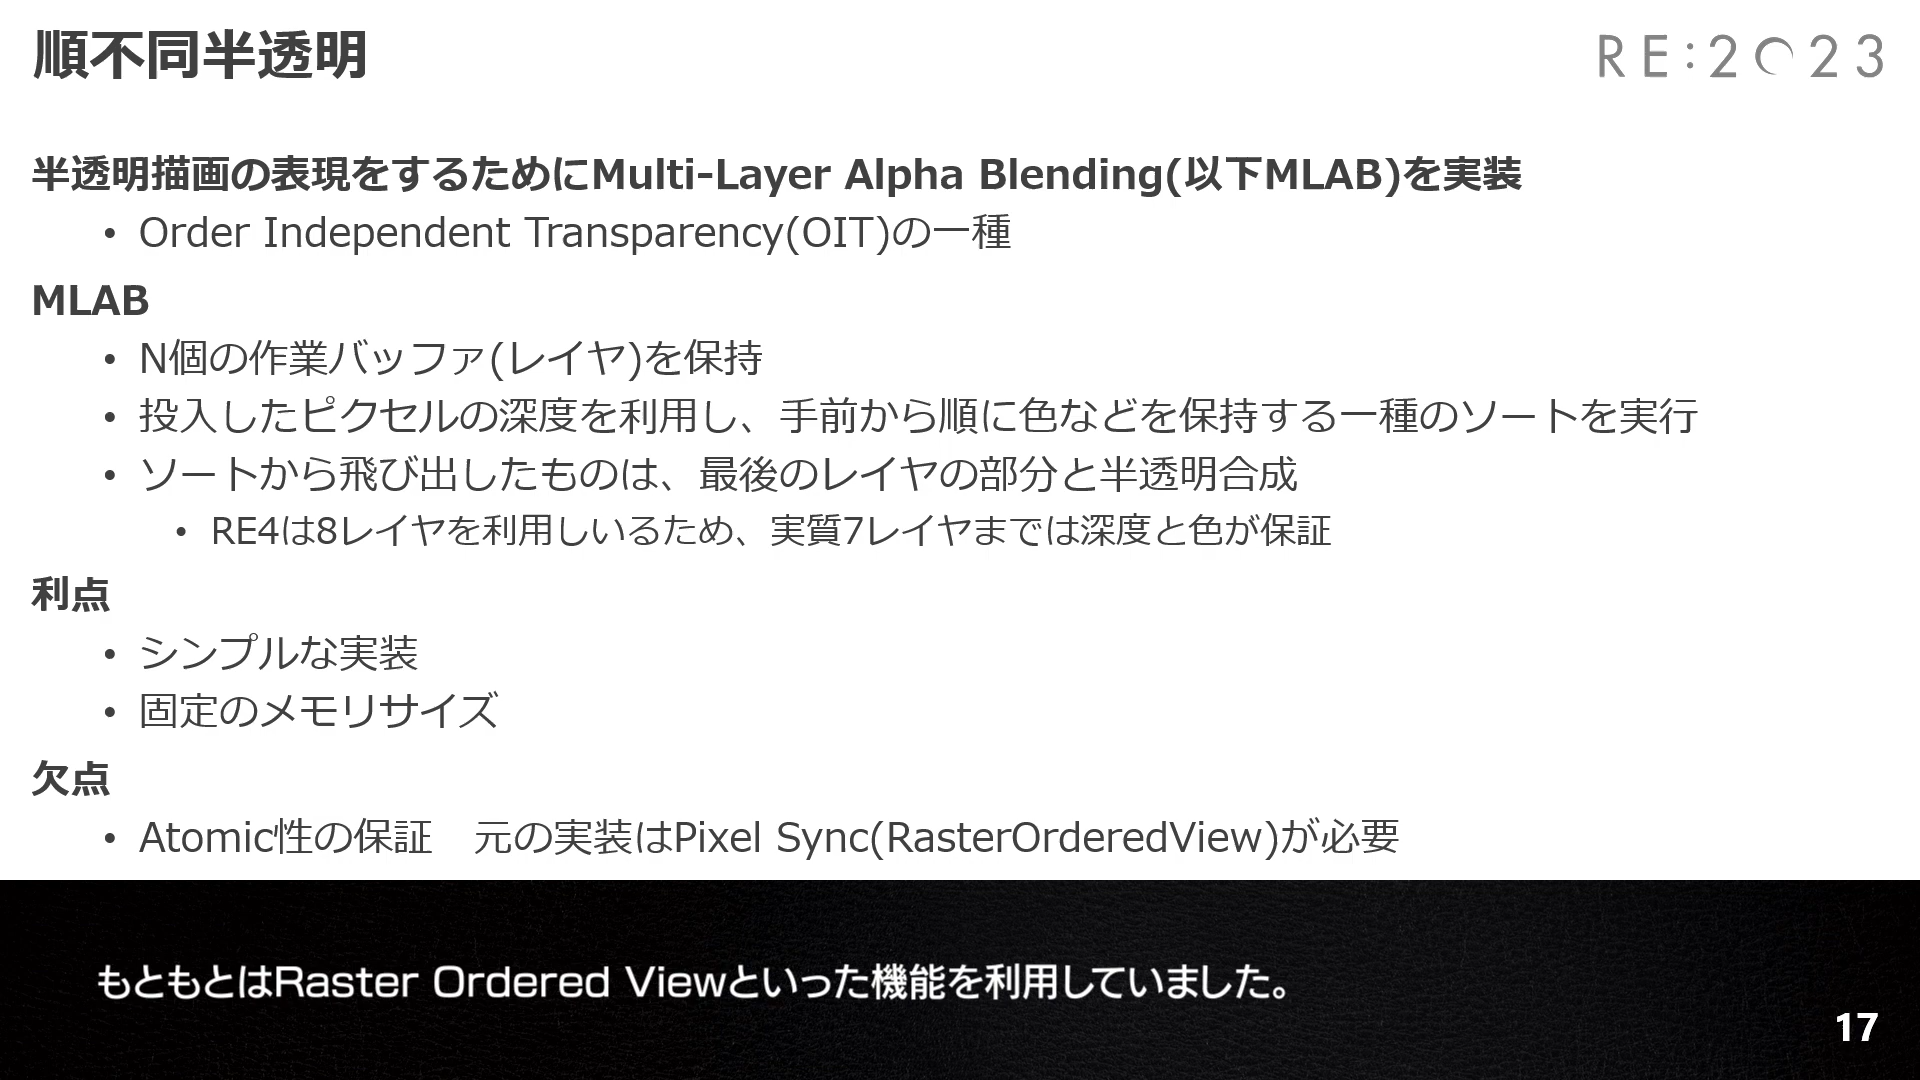 順不同半透明
RE:2023
半透明描画の表現をするためにMulti-Layer Alpha Blending(以下MLAB)を実装
• Order Independent Transparency(OIT)の一種
MLAB
• N個の作業バッファ(レイヤ)を保持
• 投入したピクセルの深度を利用し、手前から順に色などを保持する一種のソートを実行
• ソートから飛び出したものは、最後のレイヤの部分と半透明合成
• RE4は8レイヤを利用しいるため、実質7レイヤまでは深度と色が保証
利点
• シンプルな実装
• 固定のメモリサイズ
欠点
• Atomic性の保証　元の実装はPixel Sync(RasterOrderedView)が必要
もともとはRaster Ordered Viewといった機能を利用していました。
17